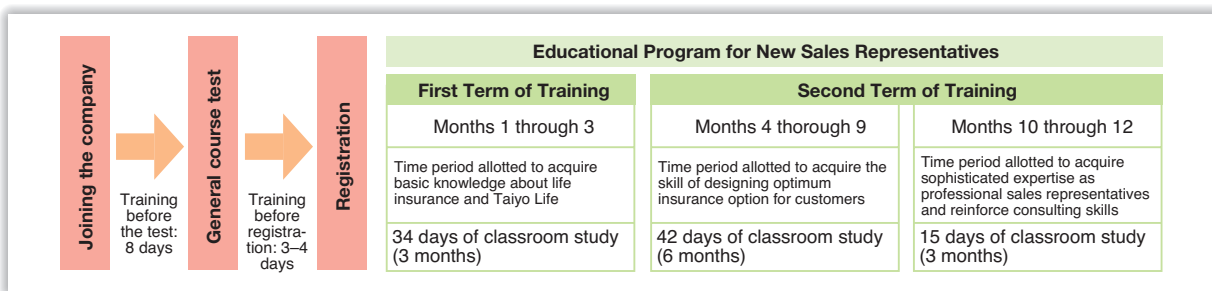 Joining the company
Training
before
the test:
8 days
General course test
Training
before
registra-
tion: 3–4
days
Registration
Educational Program for New Sales Representatives
First Term of Training
Second Term of Training
Months 1 through 3
Months 4 thorough 9
Months 10 through 12
Time period allotted to acquire
basic knowledge about life
insurance and Taiyo Life
Time period allotted to acquire the
skill of designing optimum
insurance option for customers
Time period allotted to acquire
sophisticated expertise as
professional sales representatives
and reinforce consulting skills
34 days of classroom study
(3 months)
42 days of classroom study
(6 months)
15 days of classroom study
(3 months)